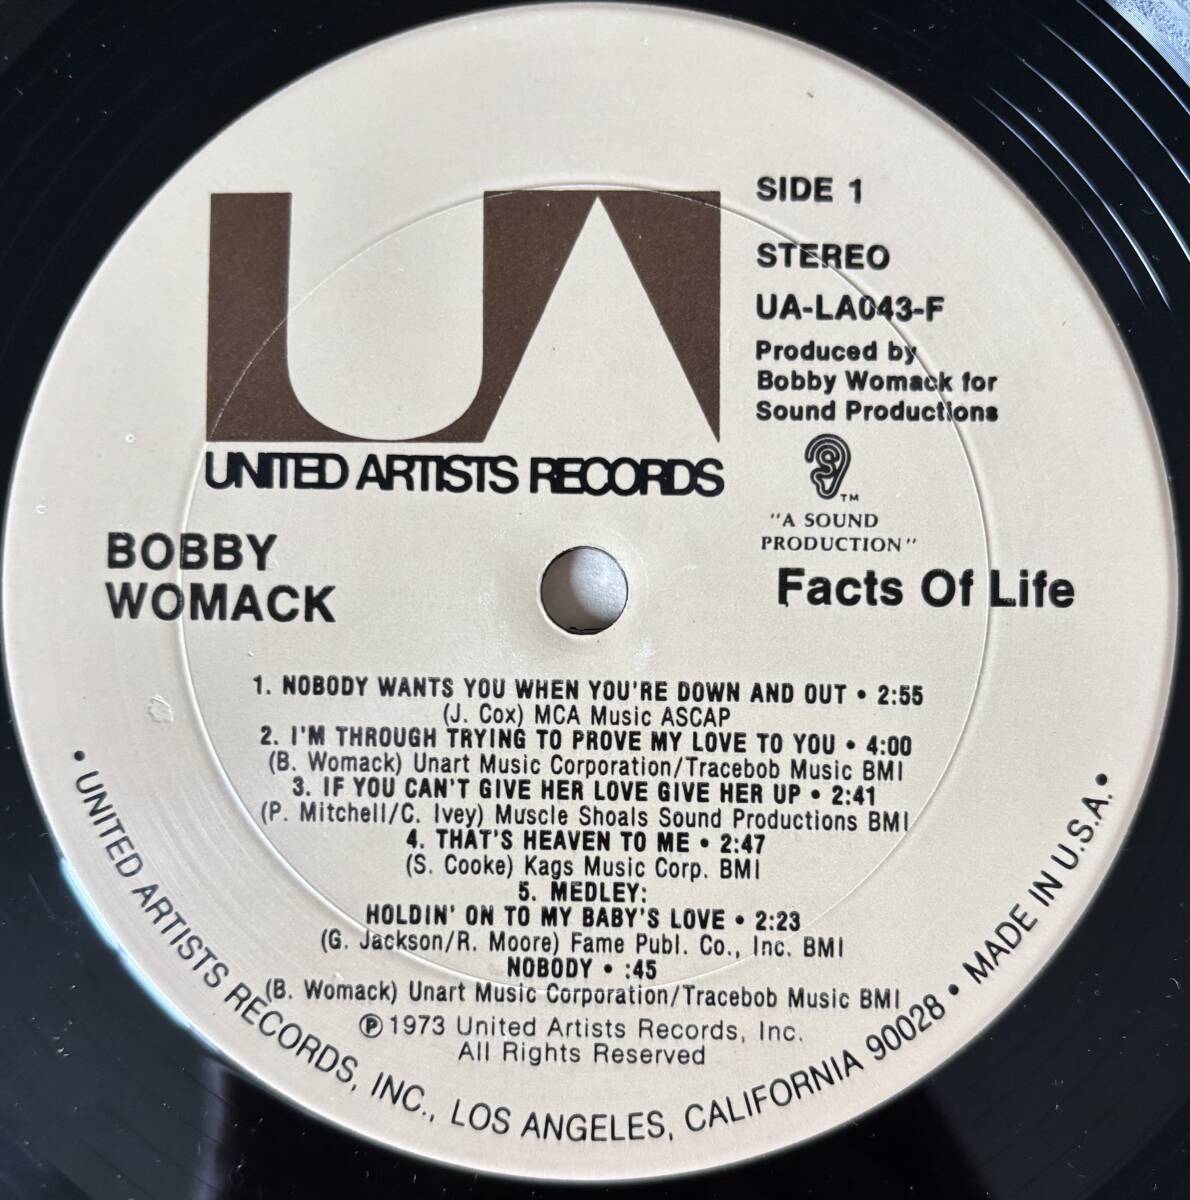 SIDE 1
STEREO
UA-LA043-F
Produced by
Bobby Womack for
Sound Productions
UA
UNITED ARTISTS RECORDS
TM
"A SOUND
PRODUCTION"
BOBBY
WOMACK
Facts Of Life
1. NOBODY WANTS YOU WHEN YOU'RE DOWN AND OUT • 2:55
(J. Cox) MCA Music ASCAP
2. I'M THROUGH TRYING TO PROVE MY LOVE TO YOU • 4:00
(B. Womack) Unart Music Corporation/Tracebob Music BMI
3. IF YOU CAN'T GIVE HER LOVE GIVE HER UP • 2:41
(P. Mitchell/C. Ivey) Muscle Shoals Sound Productions BMI
4. THAT'S HEAVEN TO ME • 2:47
(S. Cooke) Kags Music Corp. BMI
5. MEDLEY:
HOLDIN' ON TO MY BABY'S LOVE • 2:23
(G. Jackson/R. Moore) Fame Publ. Co., Inc. BMI
NOBODY • :45
(B. Womack) Unart Music Corporation/Tracebob Music BMI
℗ 1973 United Artists Records, Inc.
All Rights Reserved
• UNITED ARTISTS RECORDS, INC., LOS ANGELES, CALIFORNIA 90028 • MADE IN U.S.A. •